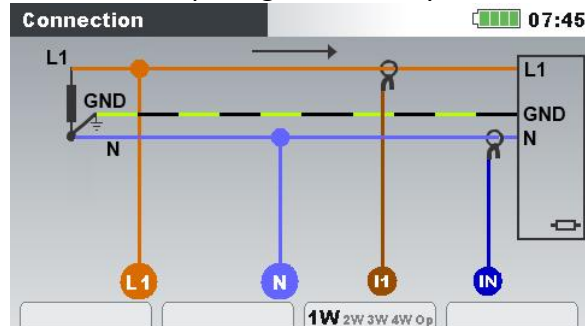 Connection 07:45
L1 L1
GND GND
N N
L1 N I1 IN
1W 2W 3W 4W Op